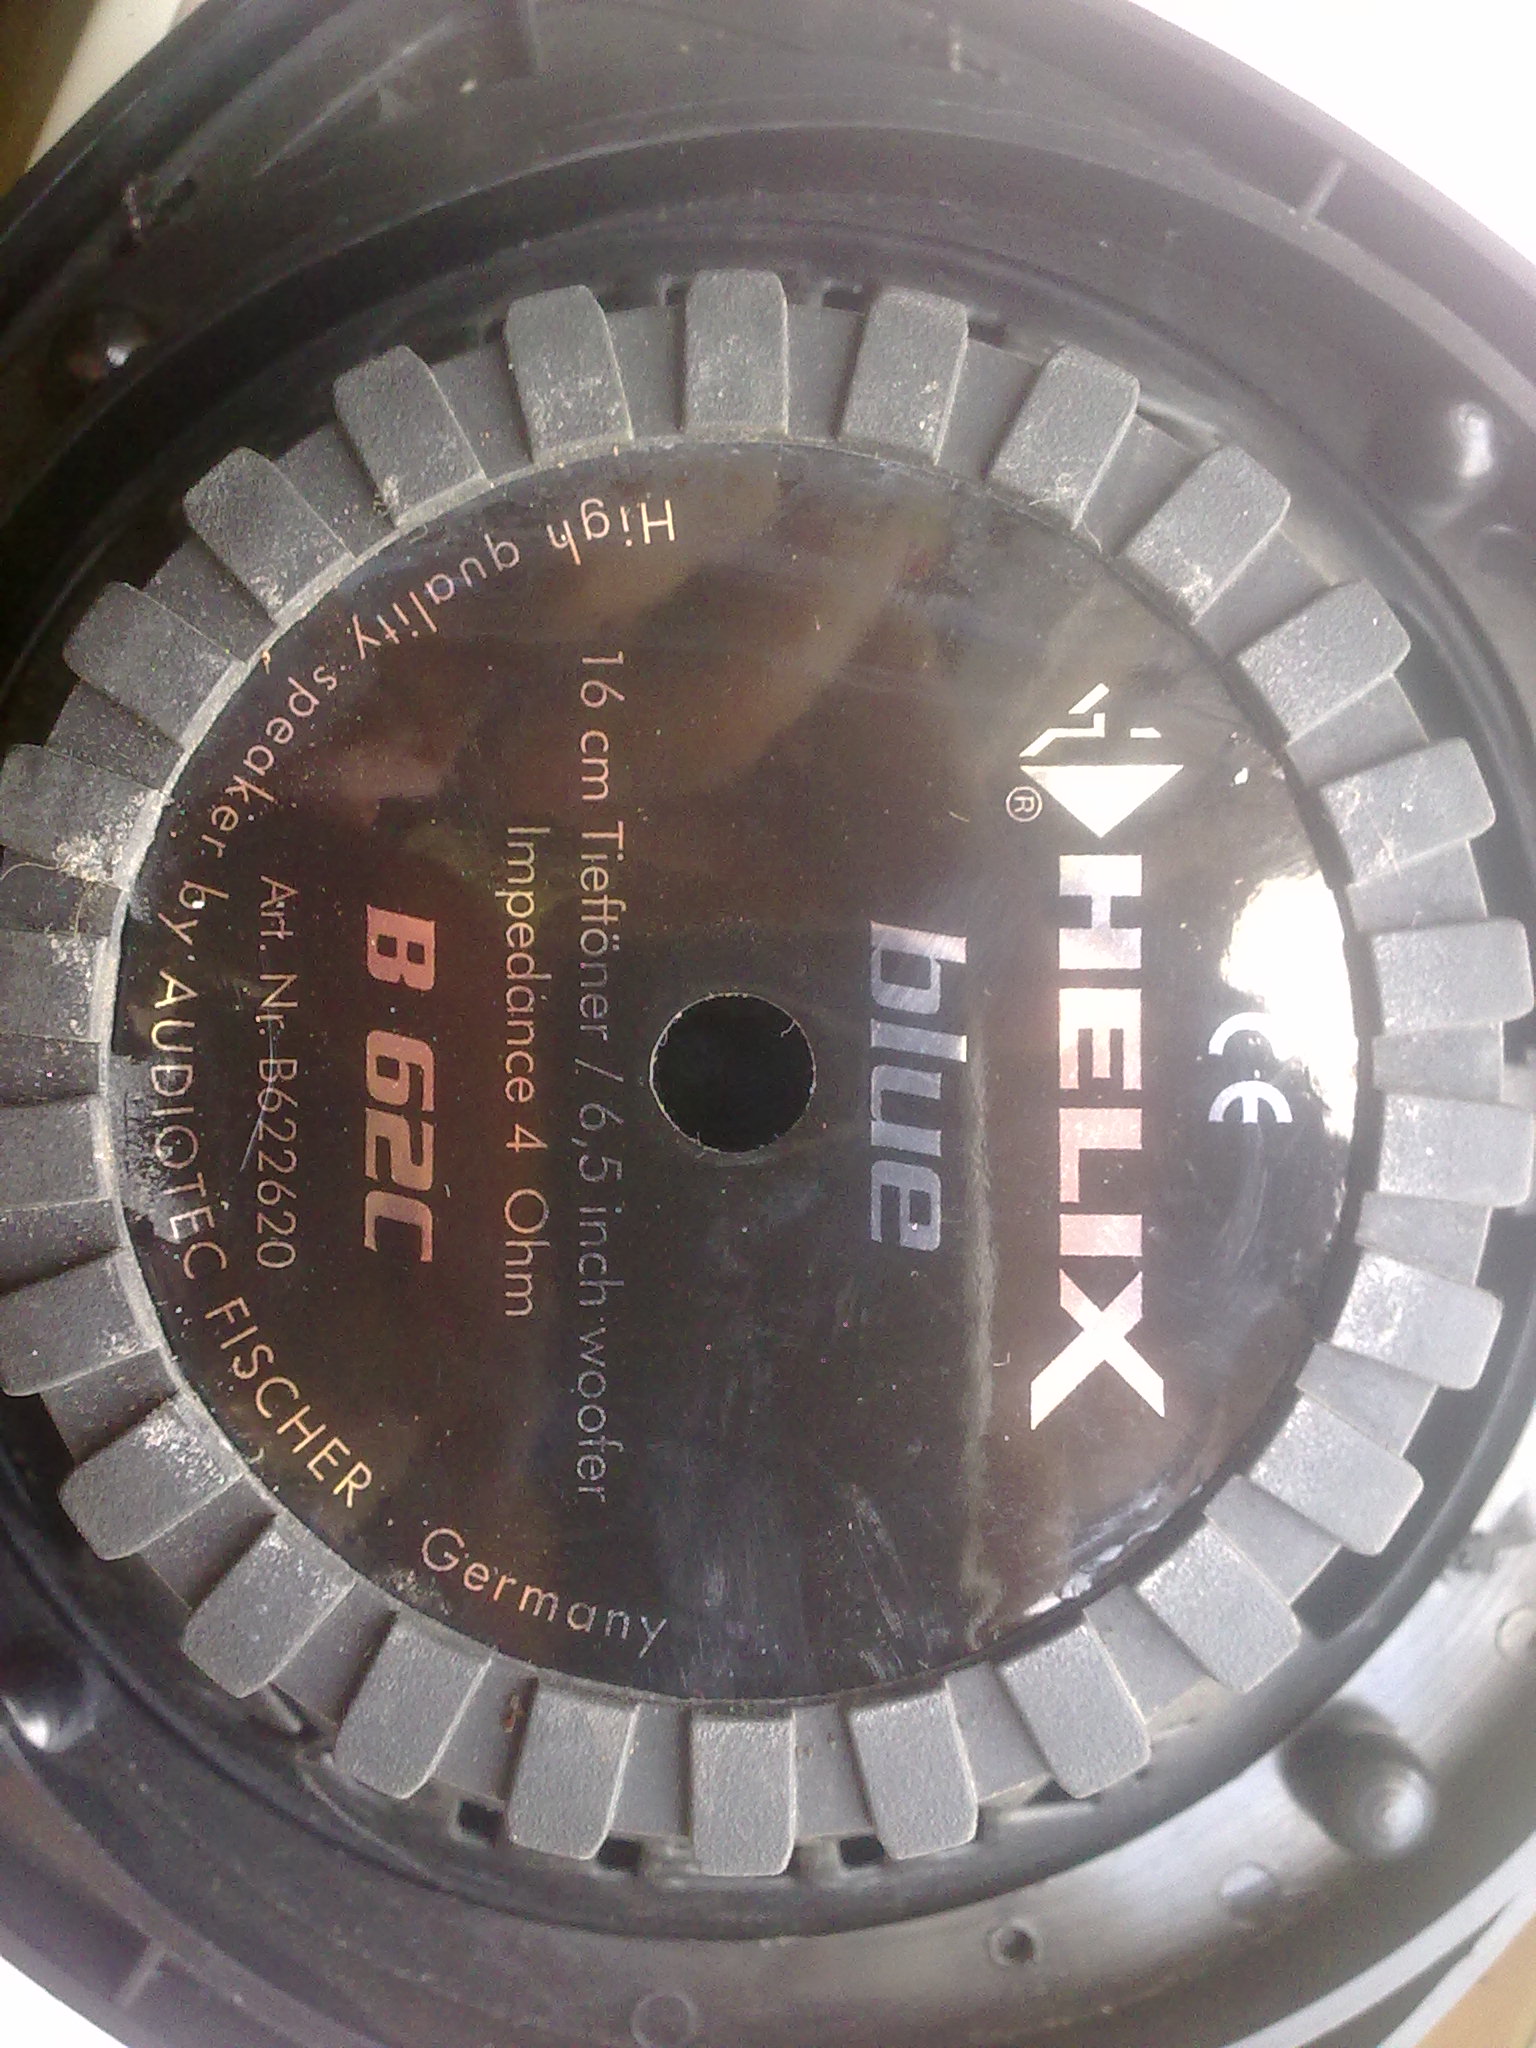 CE
HELIX
®
blue
16 cm Tieftöner / 6,5 inch woofer
Impedance 4 Ohm
B 62C
Art. Nr. B622620
High quality speaker by AUDIOTEC FISCHER Germany